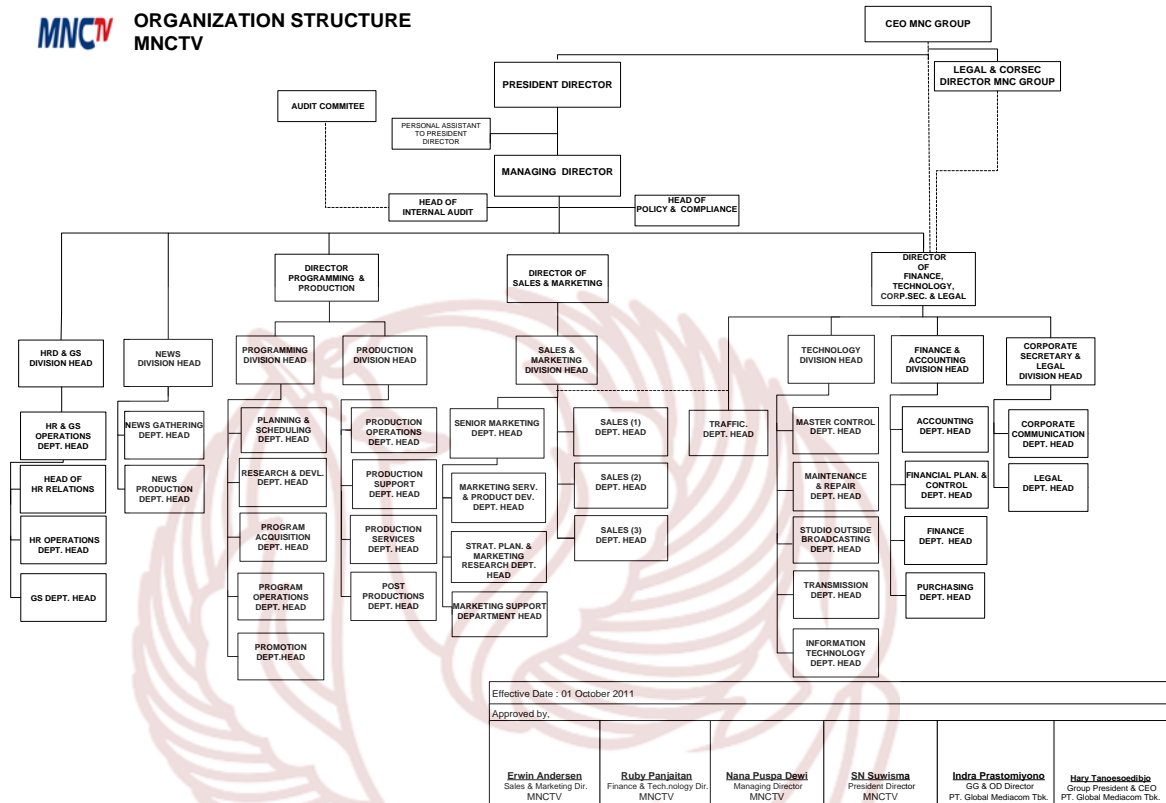 MNCTV
ORGANIZATION STRUCTURE
MNCTV
CEO MNC GROUP
LEGAL & CORSEC
DIRECTOR MNC GROUP
PRESIDENT DIRECTOR
AUDIT COMMITEE
PERSONAL ASSISTANT
TO PRESIDENT
DIRECTOR
MANAGING DIRECTOR
HEAD OF
INTERNAL AUDIT
HEAD OF
POLICY & COMPLIANCE
DIRECTOR
PROGRAMMING &
PRODUCTION
DIRECTOR OF
SALES & MARKETING
DIRECTOR
OF
FINANCE,
TECHNOLOGY,
CORP.SEC. & LEGAL
HRD & GS
DIVISION HEAD
NEWS
DIVISION HEAD
PROGRAMMING
DIVISION HEAD
PRODUCTION
DIVISION HEAD
SALES &
MARKETING
DIVISION HEAD
TECHNOLOGY
DIVISION HEAD
FINANCE &
ACCOUNTING
DIVISION HEAD
CORPORATE
SECRETARY &
LEGAL
DIVISION HEAD
HR & GS
OPERATIONS
DEPT. HEAD
HEAD OF
HR RELATIONS
HR OPERATIONS
DEPT. HEAD
GS DEPT. HEAD
NEWS GATHERING
DEPT. HEAD
NEWS
PRODUCTION
DEPT. HEAD
PLANNING &
SCHEDULING
DEPT. HEAD
RESEARCH & DEVL.
DEPT. HEAD
PROGRAM
ACQUISITION
DEPT. HEAD
PROGRAM
OPERATIONS
DEPT. HEAD
PROMOTION
DEPT.HEAD
PRODUCTION
OPERATIONS
DEPT. HEAD
PRODUCTION
SUPPORT
DEPT. HEAD
PRODUCTION
SERVICES
DEPT. HEAD
POST
PRODUCTIONS
DEPT. HEAD
SENIOR MARKETING
DEPT. HEAD
MARKETING SERV.
& PRODUCT DEV.
DEPT. HEAD
STRAT. PLAN. &
MARKETING
RESEARCH DEPT.
HEAD
MARKETING SUPPORT
DEPARTMENT HEAD
SALES (1)
DEPT. HEAD
SALES (2)
DEPT. HEAD
SALES (3)
DEPT. HEAD
TRAFFIC.
DEPT. HEAD
MASTER CONTROL
DEPT. HEAD
MAINTENANCE
& REPAIR
DEPT. HEAD
STUDIO OUTSIDE
BROADCASTING
DEPT. HEAD
TRANSMISSION
DEPT. HEAD
INFORMATION
TECHNOLOGY
DEPT. HEAD
ACCOUNTING
DEPT. HEAD
FINANCIAL PLAN. &
CONTROL
DEPT. HEAD
FINANCE
DEPT. HEAD
PURCHASING
DEPT. HEAD
CORPORATE
COMMUNICATION
DEPT. HEAD
LEGAL
DEPT. HEAD
Effective Date : 01 October 2011
Approved by,
Erwin Andersen
Sales & Marketing Dir.
MNCTV
Ruby Panjaitan
Finance & Tech.nology Dir.
MNCTV
Nana Puspa Dewi
Managing Director
MNCTV
SN Suwisma
President Director
MNCTV
Indra Prastomiyono
GG & OD Director
PT. Global Mediacom Tbk.
Hary Tanoesoedibjo
Group President & CEO
PT. Global Mediacom Tbk.